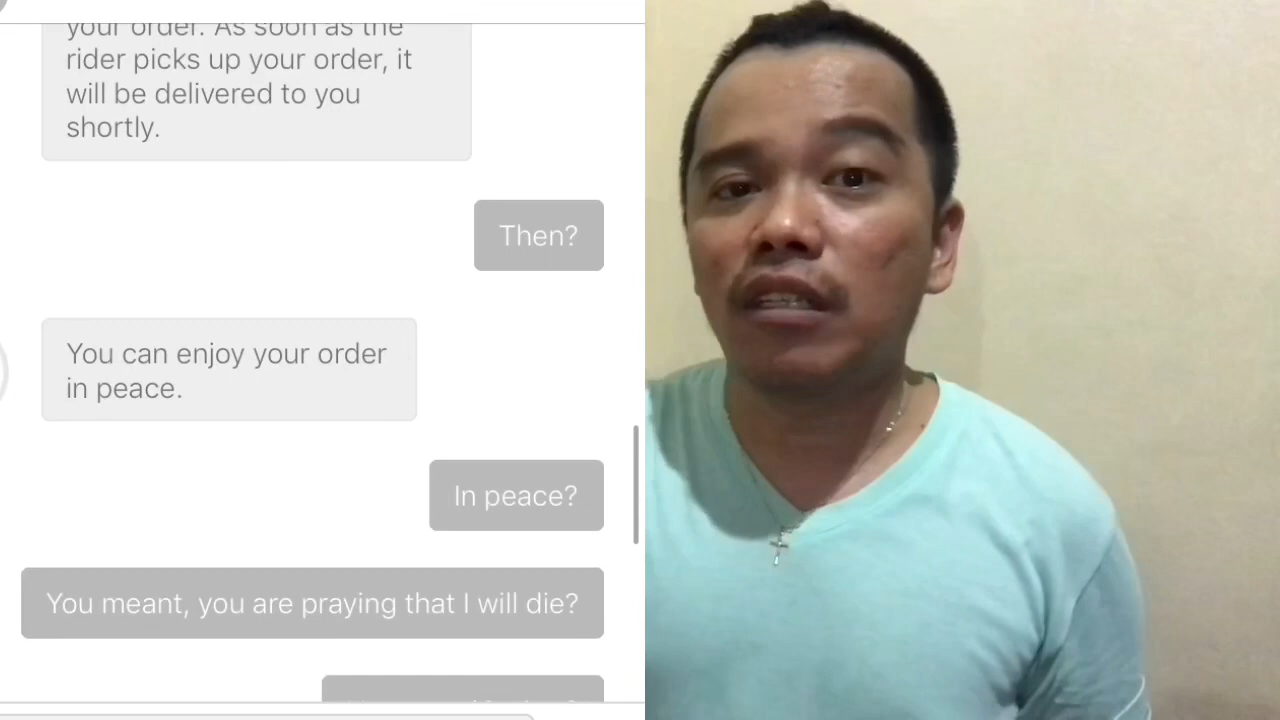 your order. As soon as the
rider picks up your order, it
will be delivered to you
shortly.
Then?
You can enjoy your order
in peace.
In peace?
You meant, you are praying that I will die?